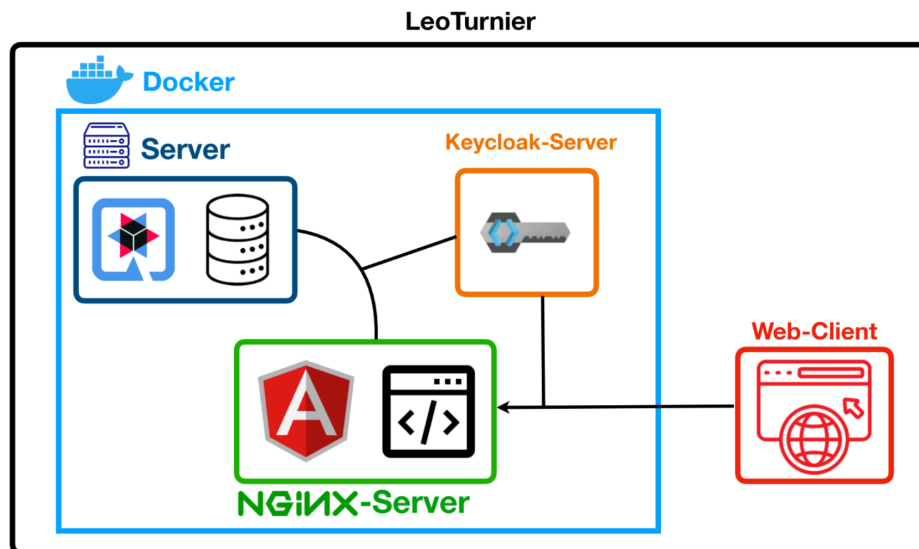 LeoTurnier
Docker
Server
Keycloak-Server
Web-Client
A
</>
NGiNX-Server